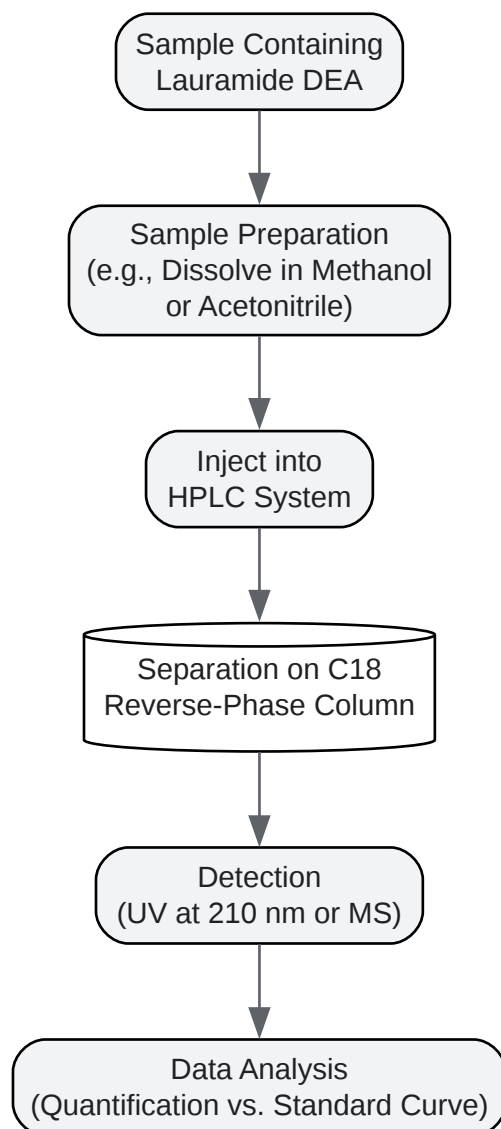 Sample Containing
Lauramide DEA
Sample Preparation
(e.g., Dissolve in Methanol
or Acetonitrile)
Inject into
HPLC System
Separation on C18
Reverse-Phase Column
Detection
(UV at 210 nm or MS)
Data Analysis
(Quantification vs. Standard Curve)